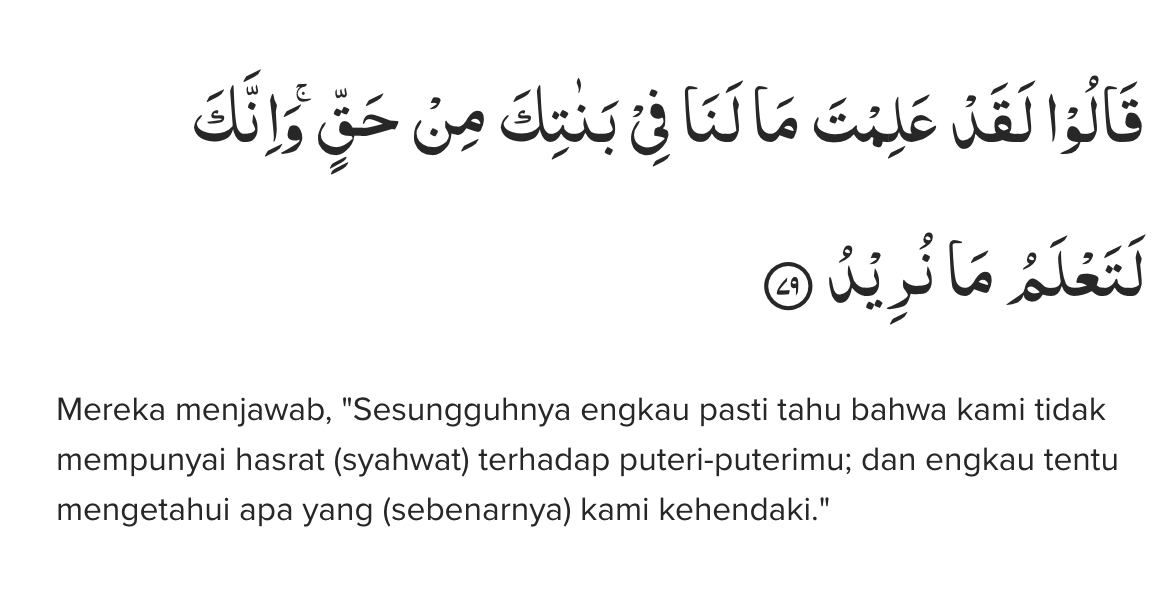 قَالُوْا لَقَدْ عَلِمْتَ مَا لَنَا فِيْ بَنٰتِكَ مِنْ حَقٍّۚ وَاِنَّكَ
لَتَعْلَمُ مَا نُرِيْدُ ٧٩
Mereka menjawab, "Sesungguhnya engkau pasti tahu bahwa kami tidak
mempunyai hasrat (syahwat) terhadap puteri-puterimu; dan engkau tentu
mengetahui apa yang (sebenarnya) kami kehendaki."